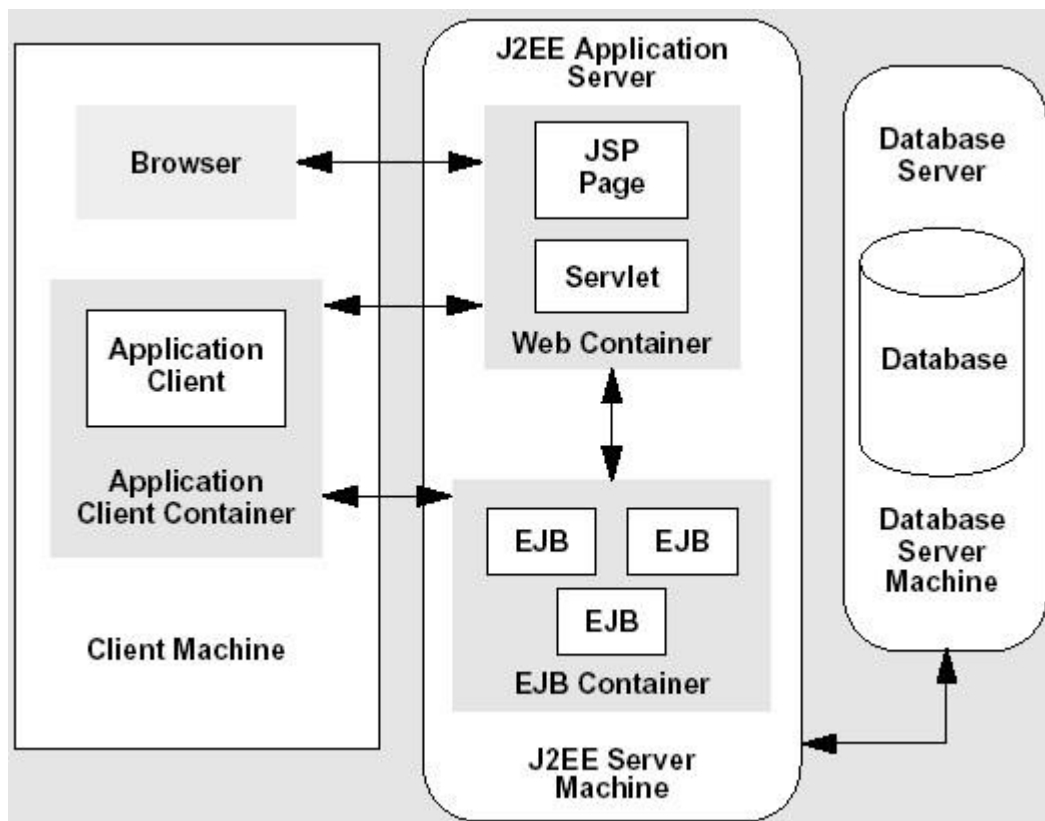 Browser
Application
Client
Application
Client Container
Client Machine
J2EE Application
Server
JSP
Page
Servlet
Web Container
EJB
EJB
EJB
EJB Container
J2EE Server
Machine
Database
Server
Database
Database
Server
Machine